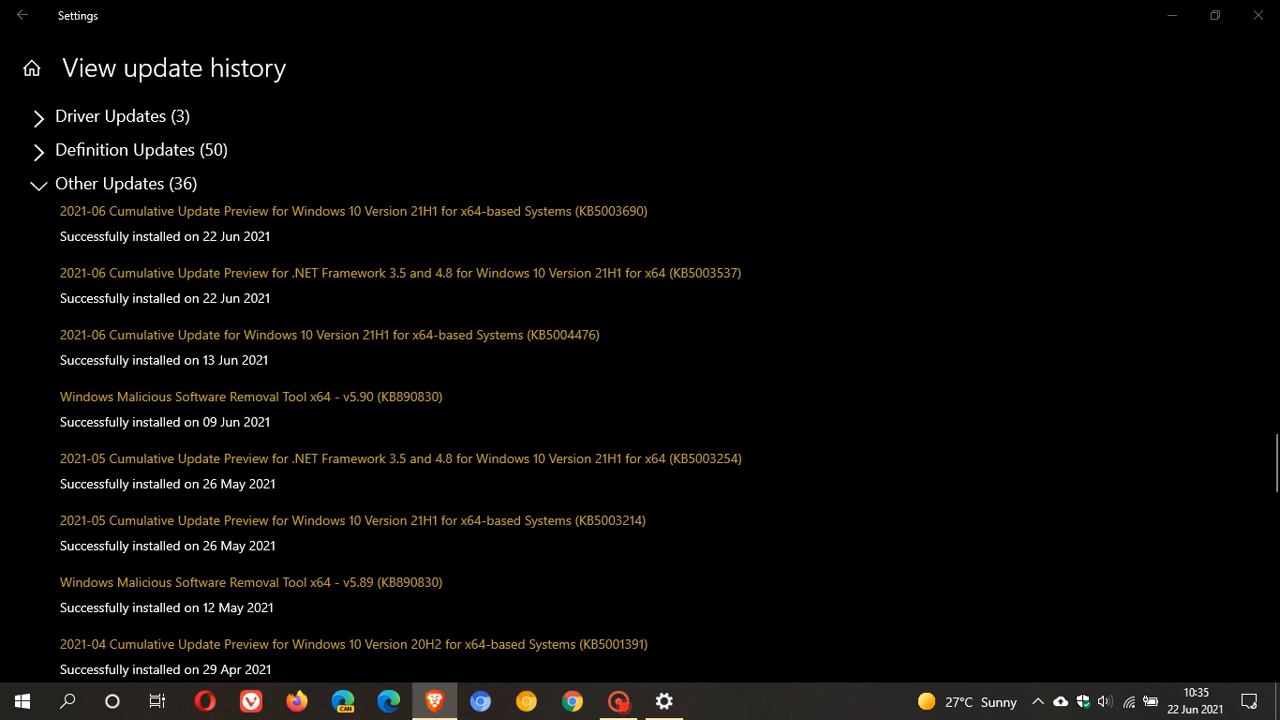 Settings
View update history
Driver Updates (3)
Definition Updates (50)
Other Updates (36)
2021-06 Cumulative Update Preview for Windows 10 Version 21H1 for x64-based Systems (KB5003690)
Successfully installed on 22 Jun 2021
2021-06 Cumulative Update Preview for .NET Framework 3.5 and 4.8 for Windows 10 Version 21H1 for x64 (KB5003537)
Successfully installed on 22 Jun 2021
2021-06 Cumulative Update for Windows 10 Version 21H1 for x64-based Systems (KB5004476)
Successfully installed on 13 Jun 2021
Windows Malicious Software Removal Tool x64 - v5.90 (KB890830)
Successfully installed on 09 Jun 2021
2021-05 Cumulative Update Preview for .NET Framework 3.5 and 4.8 for Windows 10 Version 21H1 for x64 (KB5003254)
Successfully installed on 26 May 2021
2021-05 Cumulative Update Preview for Windows 10 Version 21H1 for x64-based Systems (KB5003214)
Successfully installed on 26 May 2021
Windows Malicious Software Removal Tool x64 - v5.89 (KB890830)
Successfully installed on 12 May 2021
2021-04 Cumulative Update Preview for Windows 10 Version 20H2 for x64-based Systems (KB5001391)
Successfully installed on 29 Apr 2021
CAN
27°C Sunny
10:35
22 Jun 2021